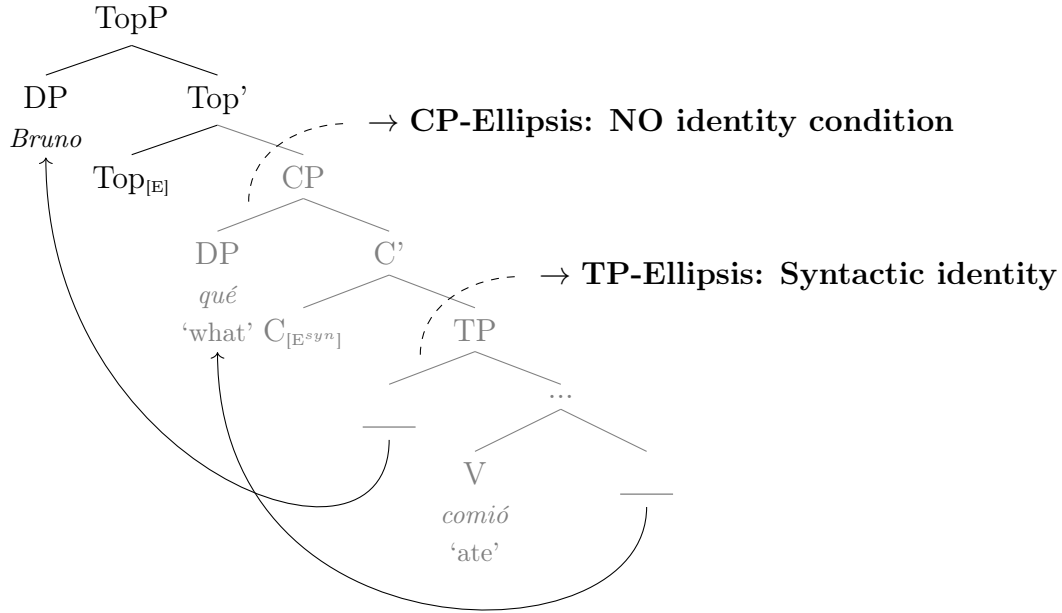 TopP
DP Top’
Bruno
→ CP-Ellipsis: NO identity condition
Top[E] CP
DP C’
qué
→ TP-Ellipsis: Syntactic identity
‘what’ C[Esyn] TP
...
V
comió
‘ate’